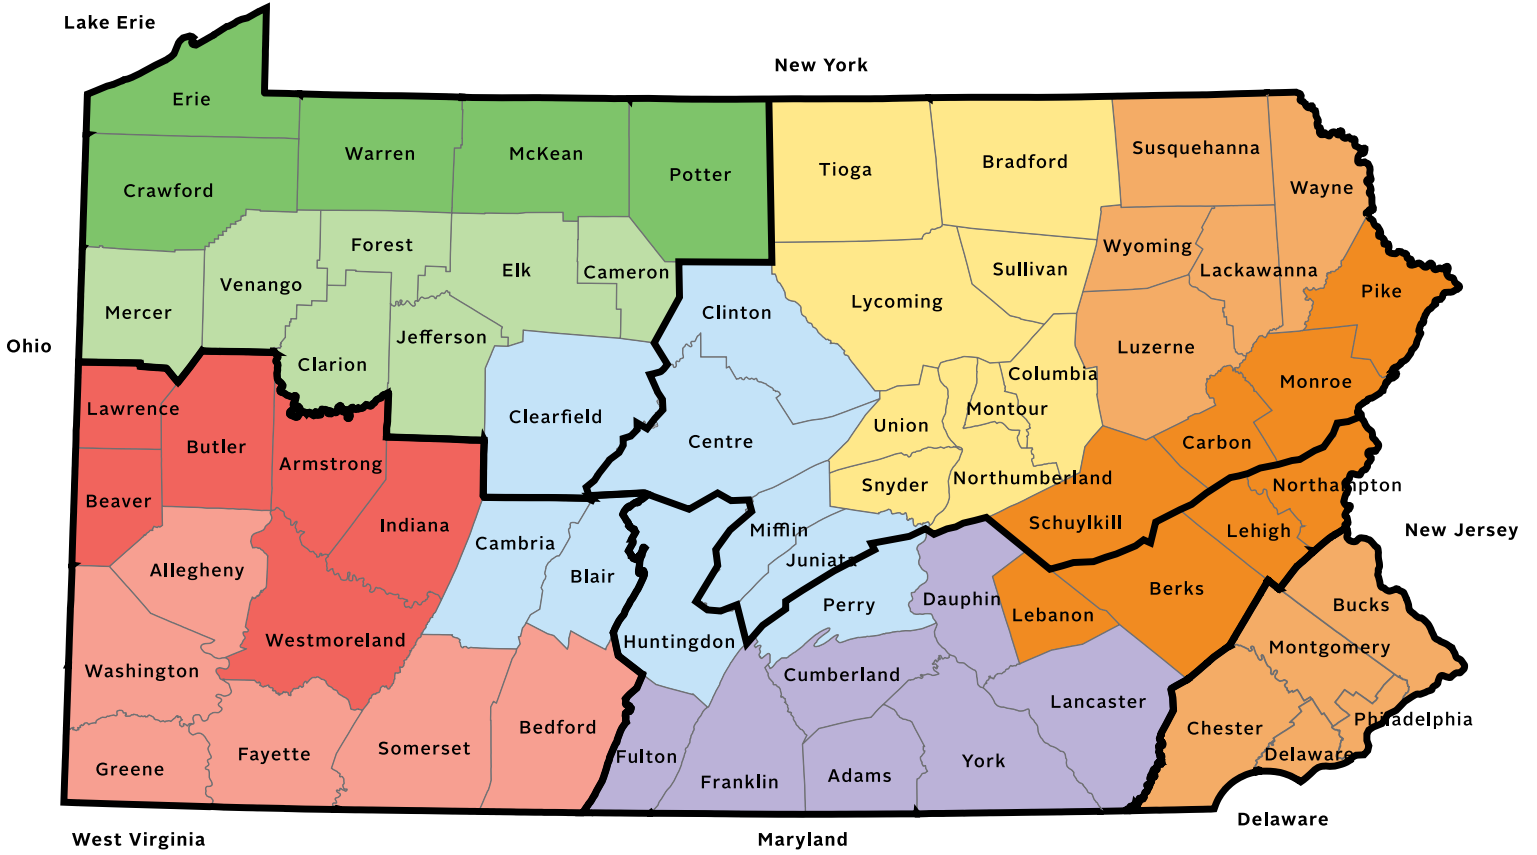 Lake Erie
New York
Erie
Warren
McKean
Potter
Tioga
Bradford
Susquehanna
Wayne
Crawford
Forest
Wyoming
Lackawanna
Sullivan
Elk
Cameron
Venango
Pike
Lycoming
Mercer
Clinton
Jefferson
Ohio
Luzerne
Clarion
Columbia
Monroe
Lawrence
Montour
Clearfield
Union
Centre
Carbon
Butler
Armstrong
Northumberland
Snyder
Northampton
Beaver
Indiana
Schuylkill
Mifflin
Lehigh
New Jersey
Cambria
Juniata
Allegheny
Blair
Berks
Dauphin
Perry
Bucks
Lebanon
Westmoreland
Huntingdon
Montgomery
Washington
Cumberland
Lancaster
Philadelphia
Bedford
Chester
Somerset
Fayette
Delaware
Fulton
York
Greene
Adams
Franklin
Delaware
West Virginia
Maryland